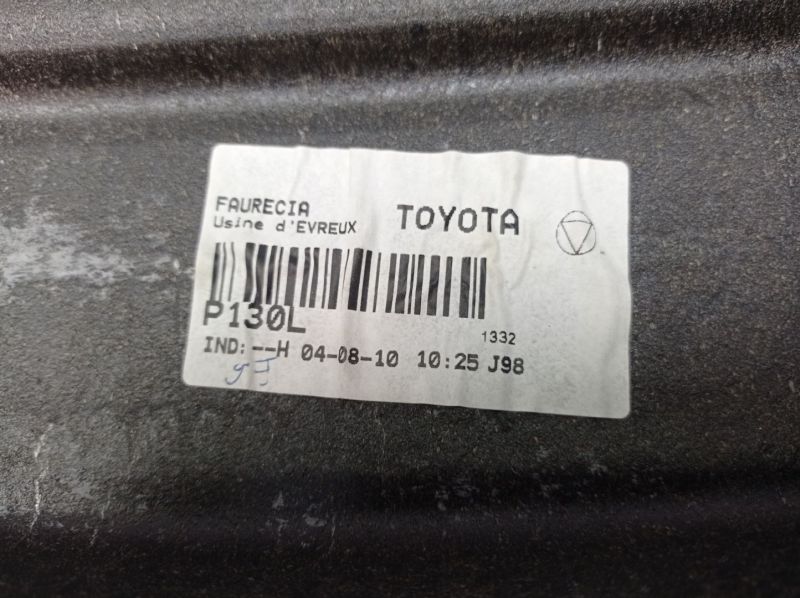 FAURECIA
Usine d'EVREUX
TOYOTA
P130L
1332
IND: --H 04-08-10 10:25 J98